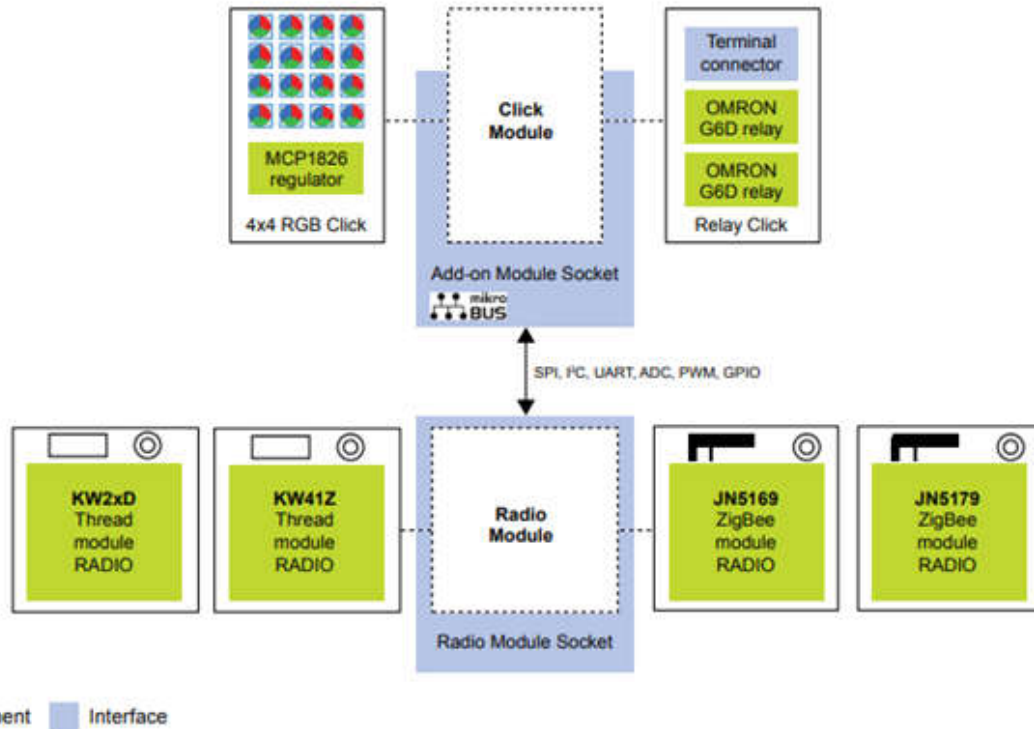 MCP1826
regulator
4x4 RGB Click
Click
Module
Add-on Module Socket
mikro
BUS
Terminal
connector
OMRON
G6D relay
OMRON
G6D relay
Relay Click
SPI, I²C, UART, ADC, PWM, GPIO
KW2xD
Thread
module
RADIO
KW41Z
Thread
module
RADIO
Radio
Module
Radio Module Socket
JN5169
ZigBee
module
RADIO
JN5179
ZigBee
module
RADIO
Interface